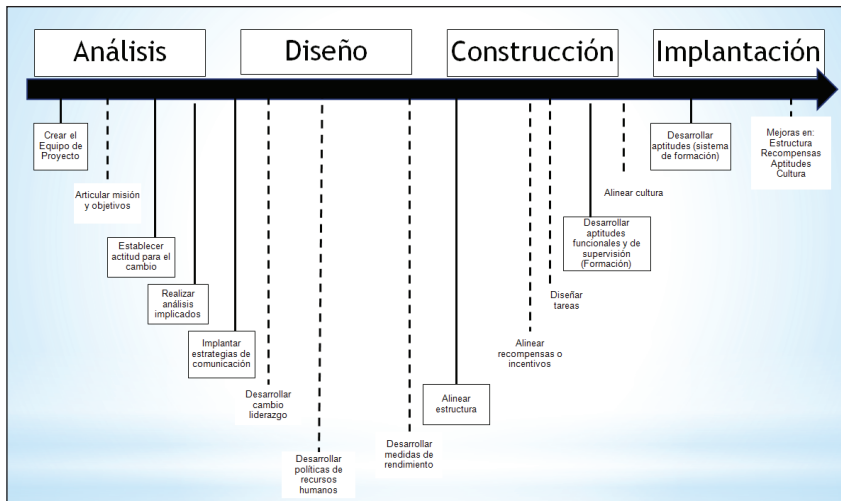 Análisis
Diseño
Construcción
Implantación
Crear el
Equipo de
Proyecto
Articular misión
y objetivos
Establecer
actitud para el
cambio
Realizar
análisis
implicados
Implantar
estrategias de
comunicación
Desarrollar
cambio
liderazgo
Desarrollar
políticas de
recursos
humanos
Desarrollar
medidas de
rendimiento
Alinear
estructura
Alinear
recompensas o
incentivos
Diseñar
tareas
Desarrollar
aptitudes
funcionales y de
supervisión
(Formación)
Alinear cultura
Desarrollar
aptitudes (sistema
de formación)
Mejoras en:
Estructura
Recompensas
Aptitudes
Cultura